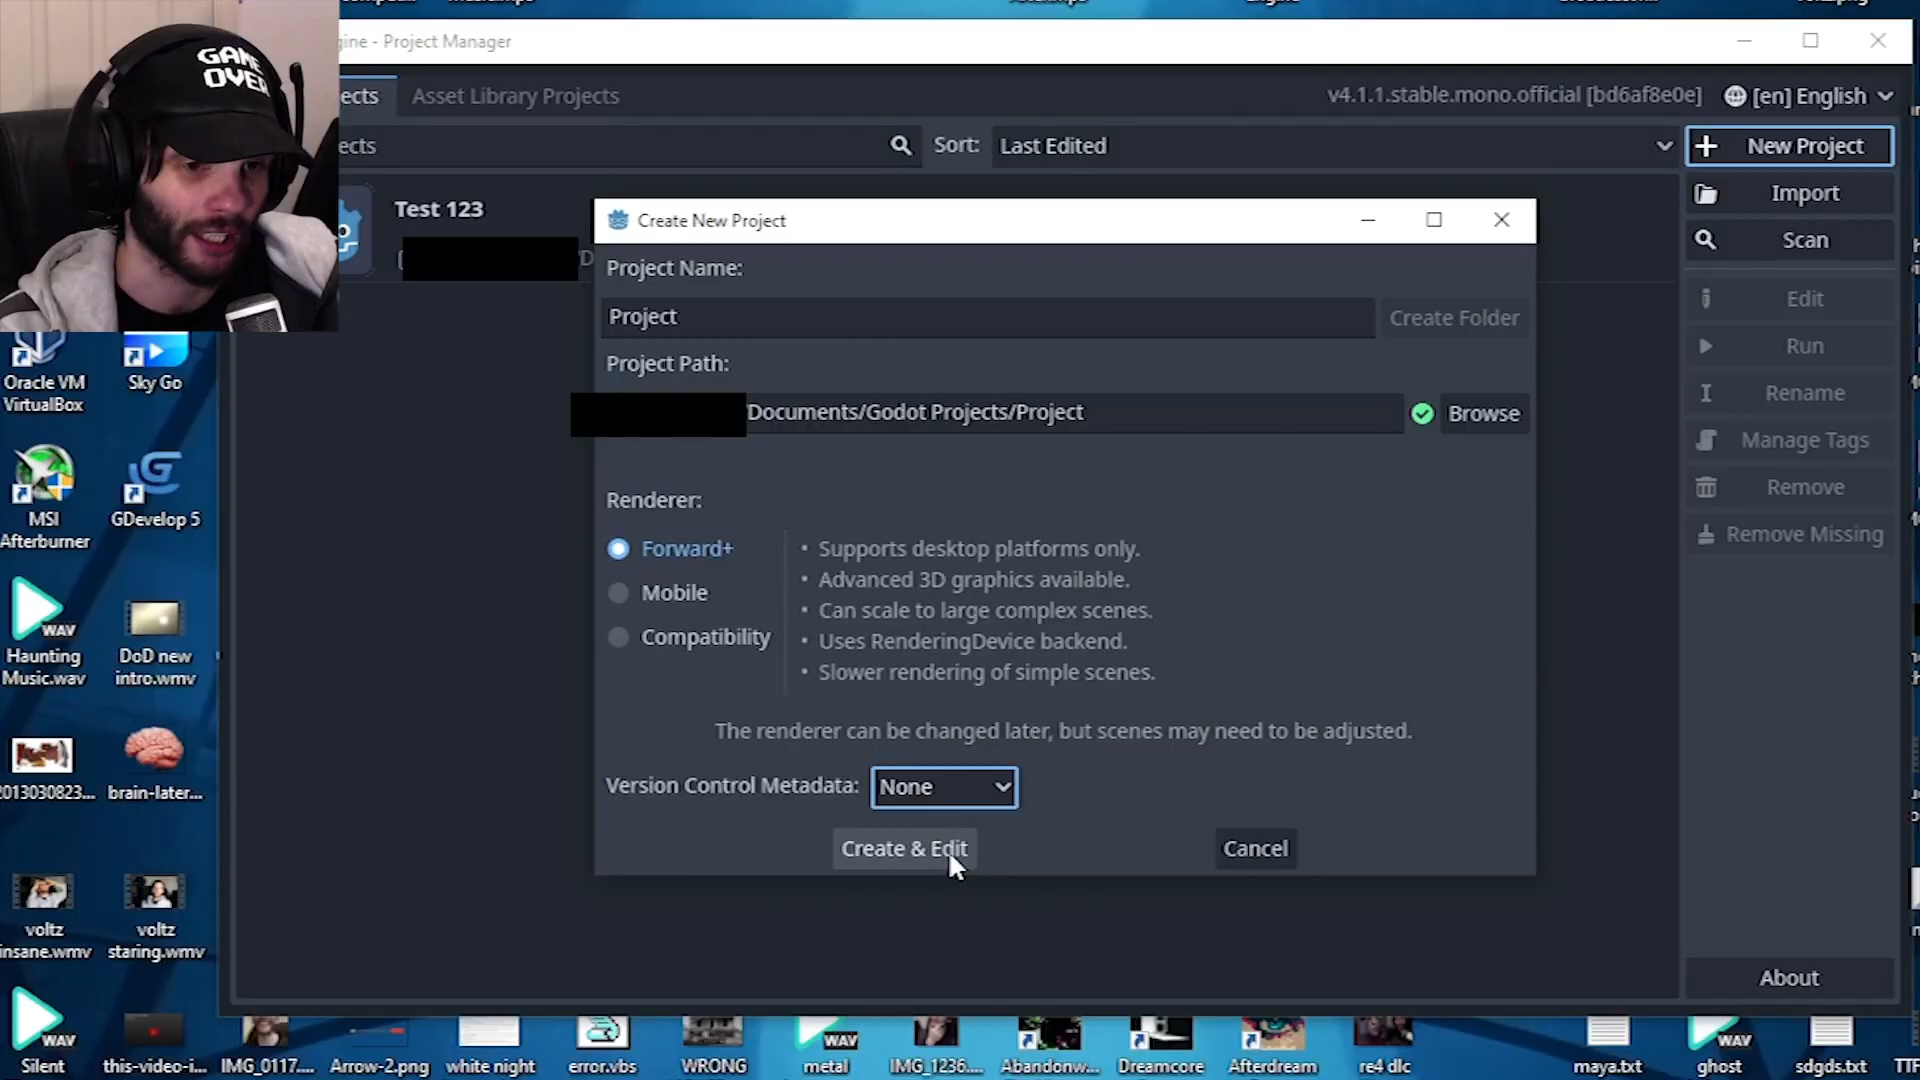 Engine
gine - Project Manager
GAME
OVER
ects
Asset Library Projects
v4.1.1.stable.mono.official [bd6af8e0e]
[en] English
ects
Sort:
Last Edited
New Project
Import
Scan
Edit
Run
Rename
Manage Tags
Remove
Remove Missing
About
Test 123
Create New Project
Project Name:
Project
Create Folder
Project Path:
/Documents/Godot Projects/Project
Browse
Renderer:
Forward+
Mobile
Compatibility
• Supports desktop platforms only.
• Advanced 3D graphics available.
• Can scale to large complex scenes.
• Uses RenderingDevice backend.
• Slower rendering of simple scenes.
The renderer can be changed later, but scenes may need to be adjusted.
Version Control Metadata:
None
Create & Edit
Cancel
Oracle VM
VirtualBox
Sky Go
MSI
Afterburner
GDevelop 5
WAV
Haunting
Music.wav
DoD new
intro.wmv
2013030823...
brain-later...
voltz
insane.wmv
voltz
staring.wmv
WAV
Silent
this-video-i...
IMG_0117....
Arrow-2.png
white night
error.vbs
WRONG
WAV
metal
IMG_1236....
Abandonw...
Dreamcore
Afterdream
re4 dlc
maya.txt
WAV
ghost
sdgds.txt